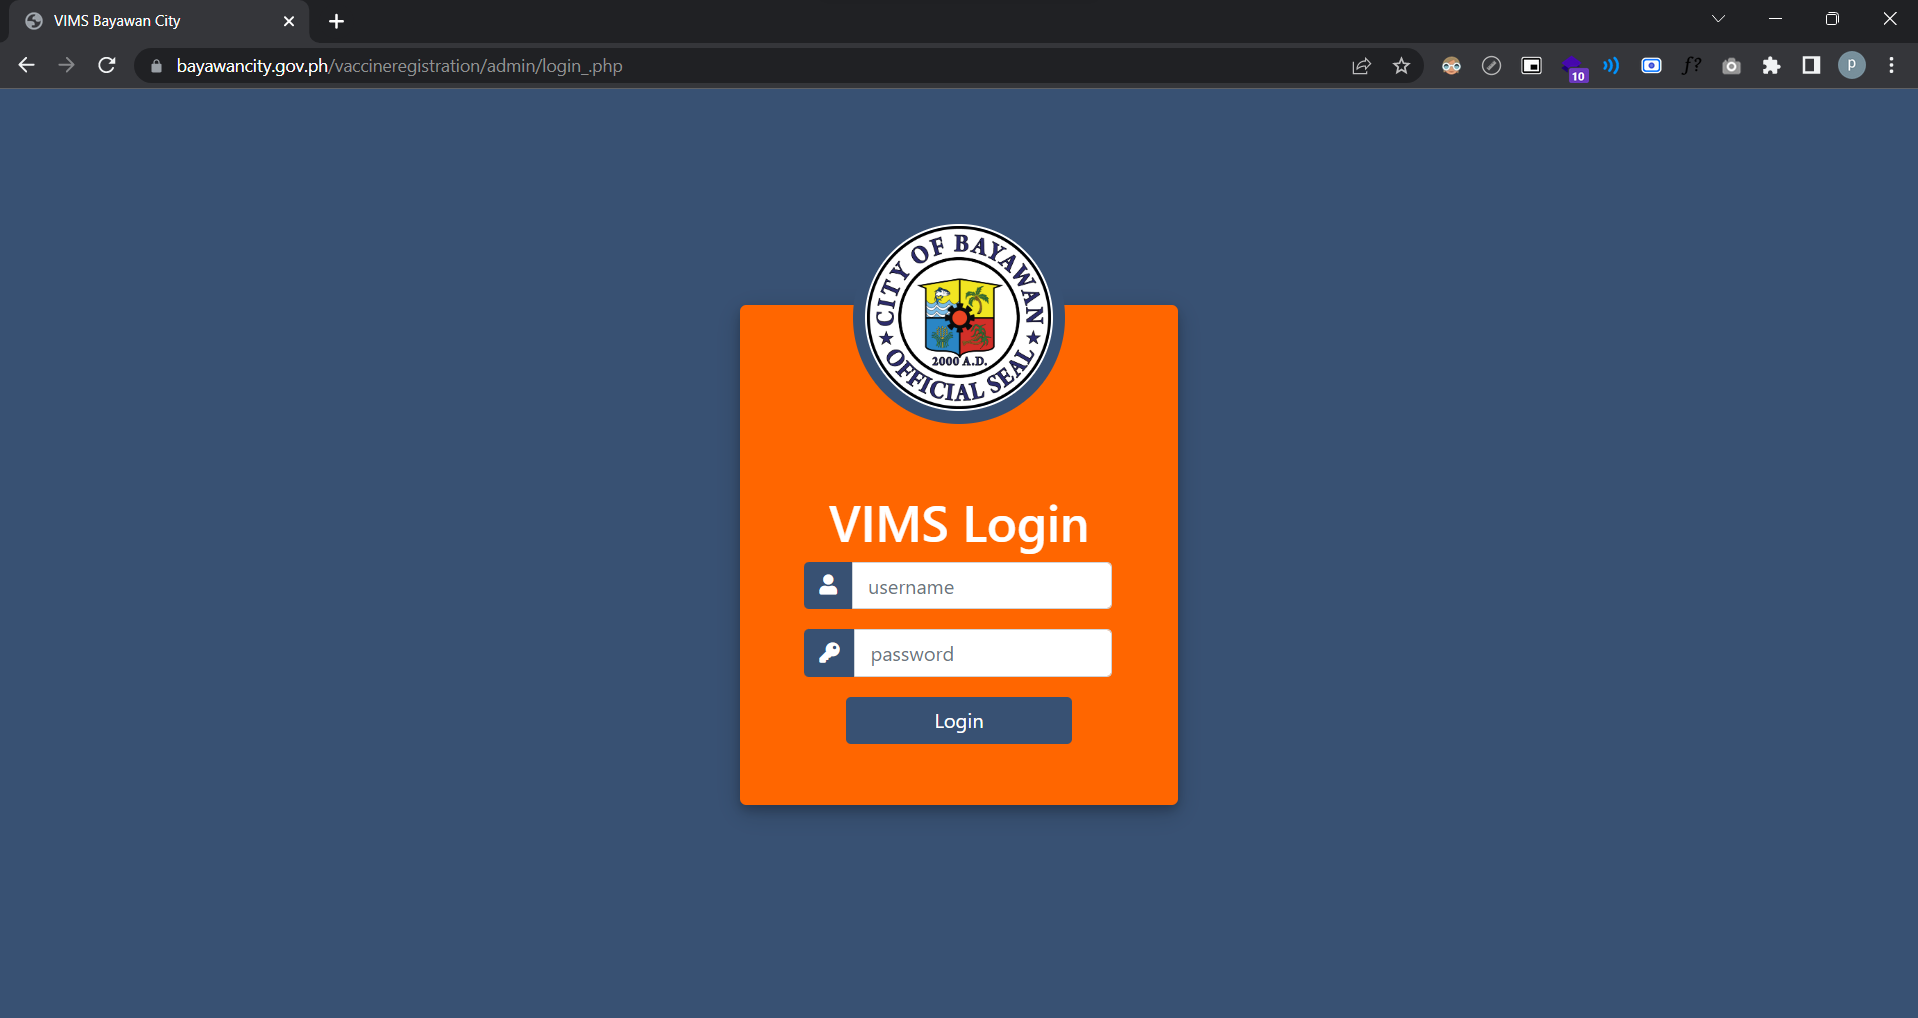 VIMS Bayawan City
bayawancity.gov.ph/vaccineregistration/admin/login_.php
f?
10
P
CITY OF BAYAWAN
2000 A.D.
★ OFFICIAL SEAL ★
VIMS Login
username
password
Login